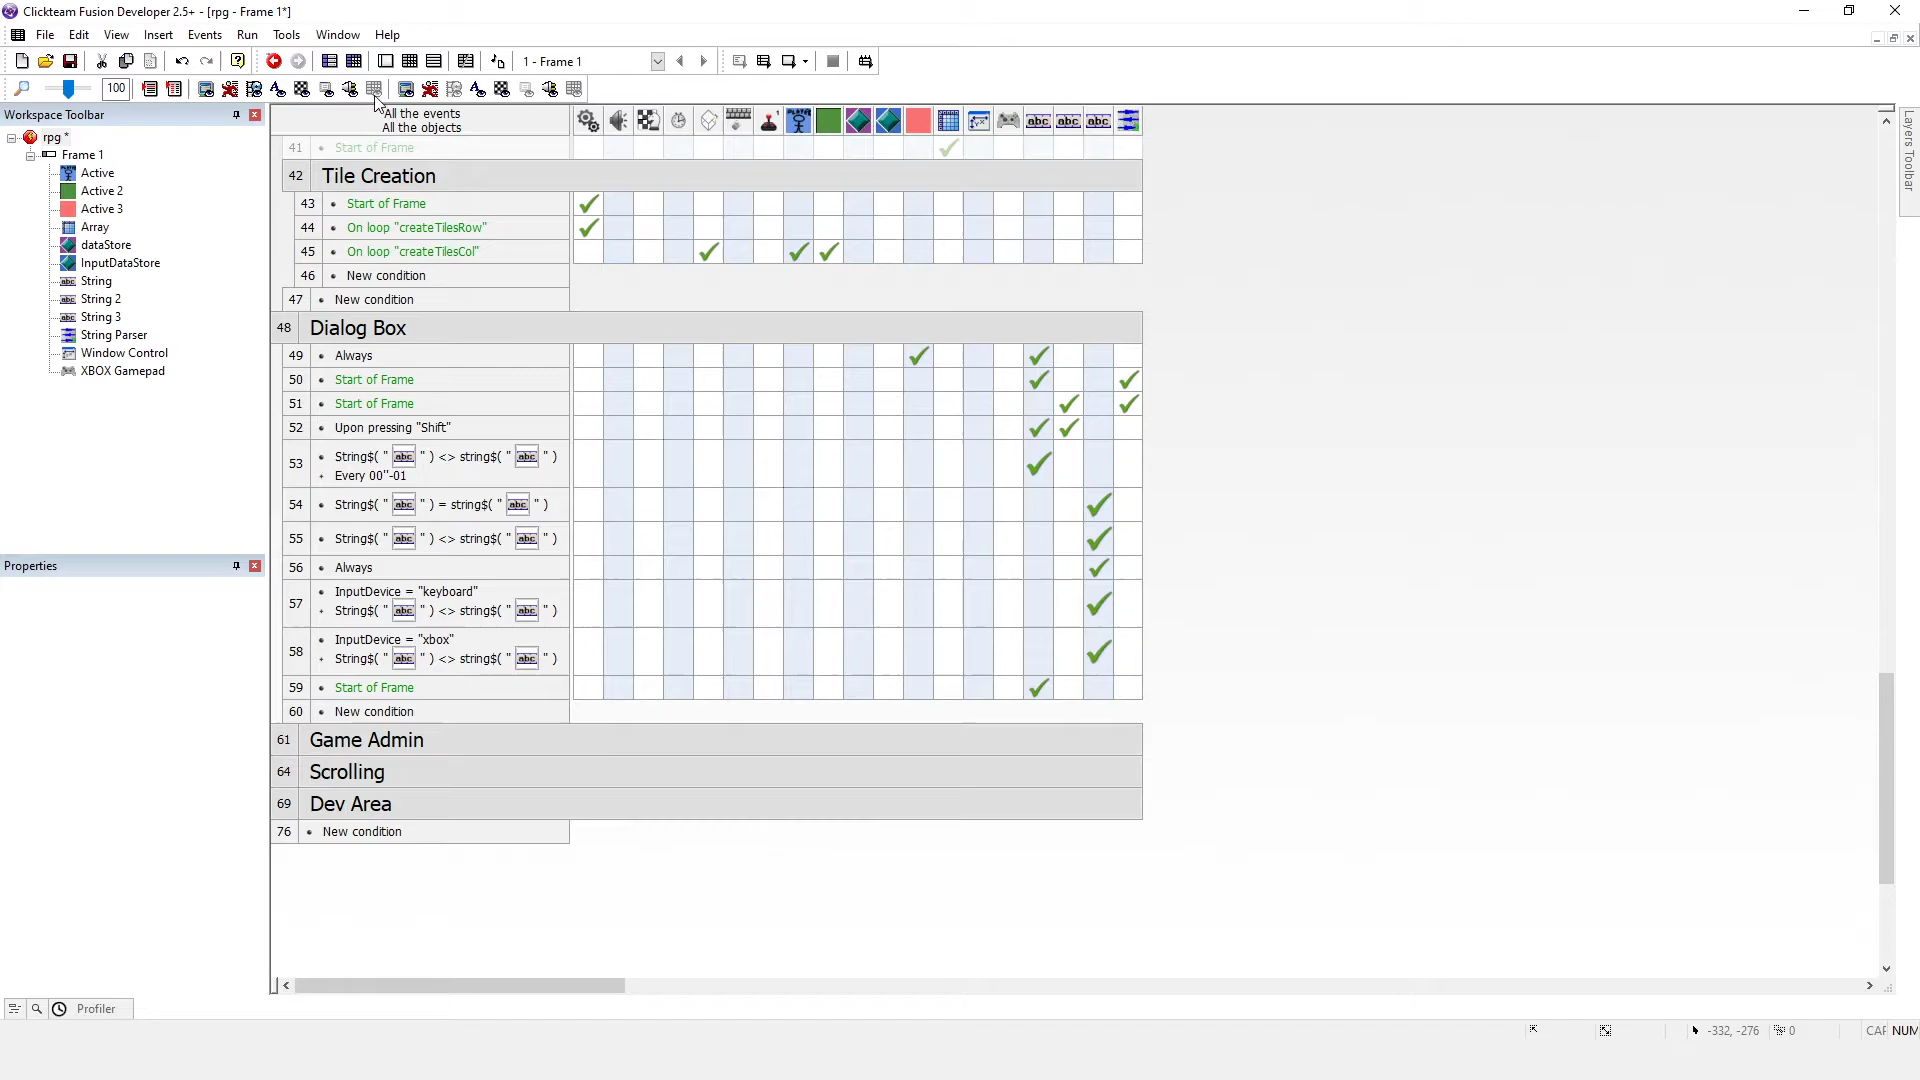 Clickteam Fusion Developer 2.5+ - [rpg - Frame 1*]
File Edit View Insert Events Run Tools Window Help
1 - Frame 1
100
Workspace Toolbar
rpg *
Frame 1
Active
Active 2
Active 3
Array
dataStore
InputDataStore
String
String 2
String 3
String Parser
Window Control
XBOX Gamepad
Properties
All the events
All the objects
abc abc abc
41 • Start of Frame
42 Tile Creation
43 • Start of Frame
44 • On loop "createTilesRow"
45 • On loop "createTilesCol"
46 • New condition
47 • New condition
48 Dialog Box
49 • Always
50 • Start of Frame
51 • Start of Frame
52 • Upon pressing "Shift"
53 • String$( " abc " ) <> string$( " abc " )
+ Every 00"-01
54 • String$( " abc " ) = string$( " abc " )
55 • String$( " abc " ) <> string$( " abc " )
56 • Always
57 • InputDevice = "keyboard"
+ String$( " abc " ) <> string$( " abc " )
58 • InputDevice = "xbox"
+ String$( " abc " ) <> string$( " abc " )
59 • Start of Frame
60 • New condition
61 Game Admin
64 Scrolling
69 Dev Area
76 • New condition
Layers Toolbar
Profiler
-332, -276 0 CAP NUM